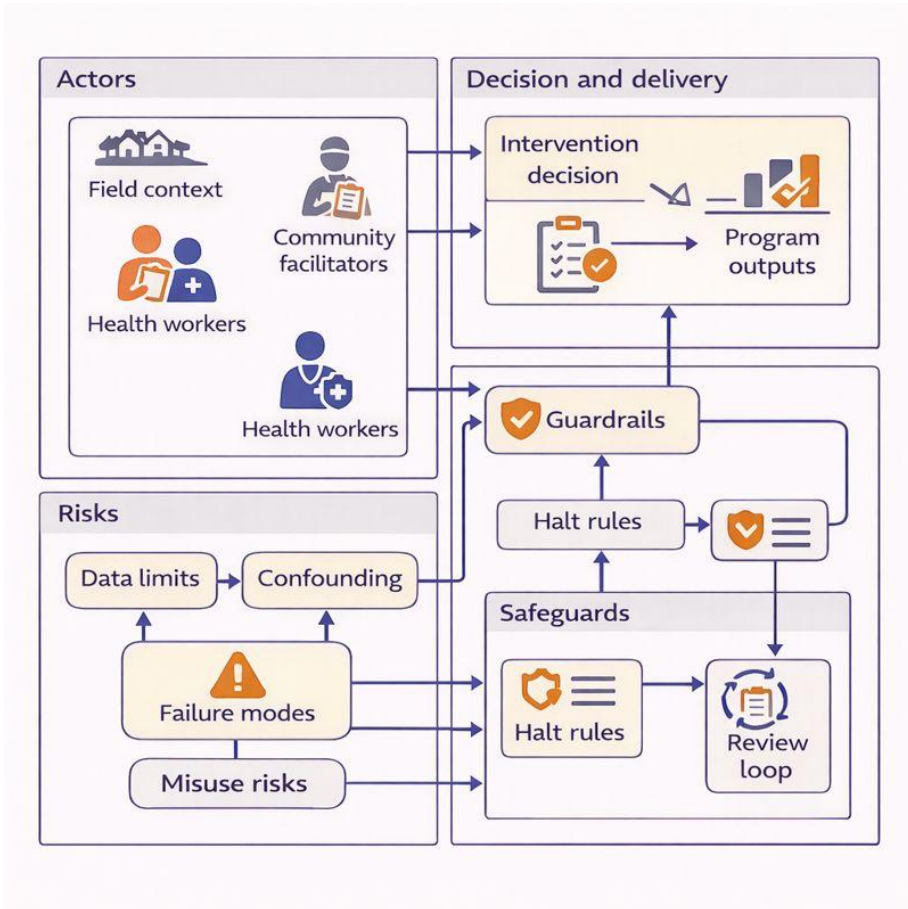 Actors
Field context
Community
facilitators
Health workers
Health workers
Decision and delivery
Intervention
decision
Program
outputs
Guardrails
Halt rules
Risks
Data limits
Confounding
Failure modes
Misuse risks
Safeguards
Halt rules
Review
loop